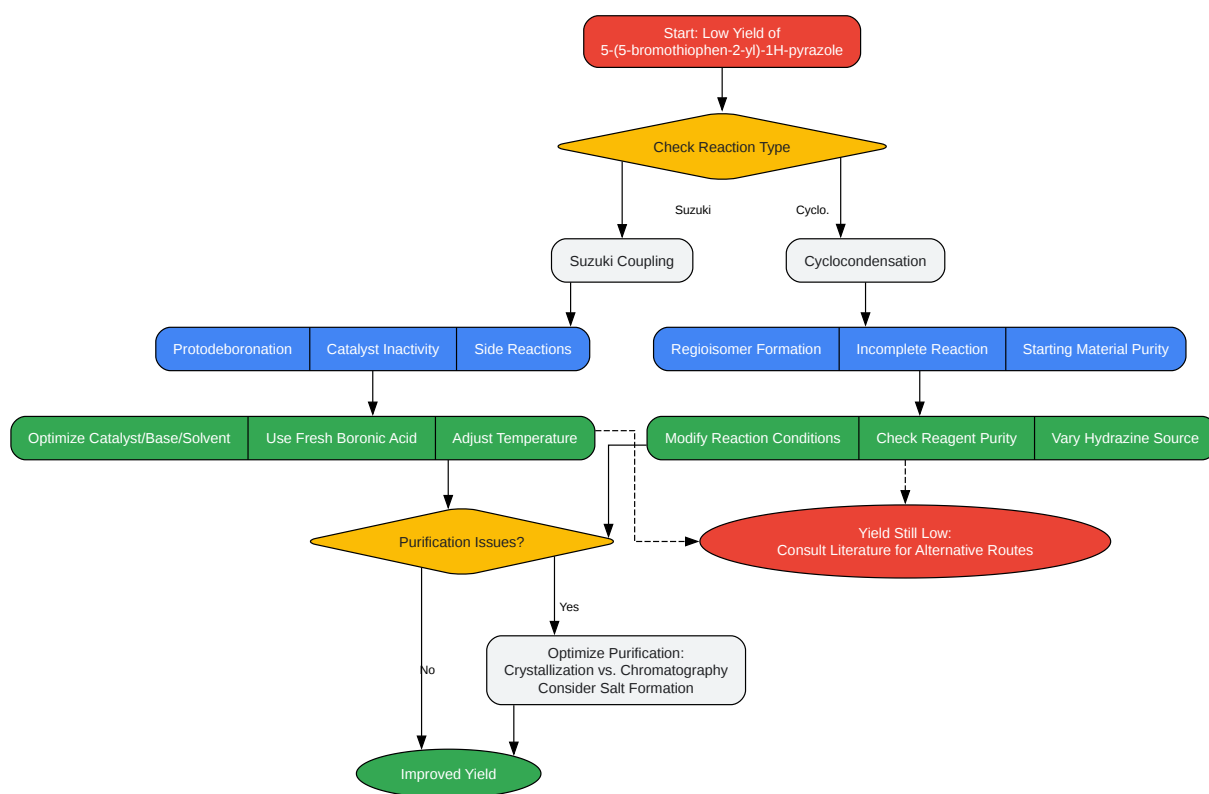 Start: Low Yield of
5-(5-bromothiophen-2-yl)-1H-pyrazole
Check Reaction Type
Suzuki
Cyclo.
Suzuki Coupling
Cyclocondensation
Protodeboronation
Catalyst Inactivity
Side Reactions
Regioisomer Formation
Incomplete Reaction
Starting Material Purity
Optimize Catalyst/Base/Solvent
Use Fresh Boronic Acid
Adjust Temperature
Modify Reaction Conditions
Check Reagent Purity
Vary Hydrazine Source
Purification Issues?
Yield Still Low:
Consult Literature for Alternative Routes
Yes
No
Optimize Purification:
Crystallization vs. Chromatography
Consider Salt Formation
Improved Yield